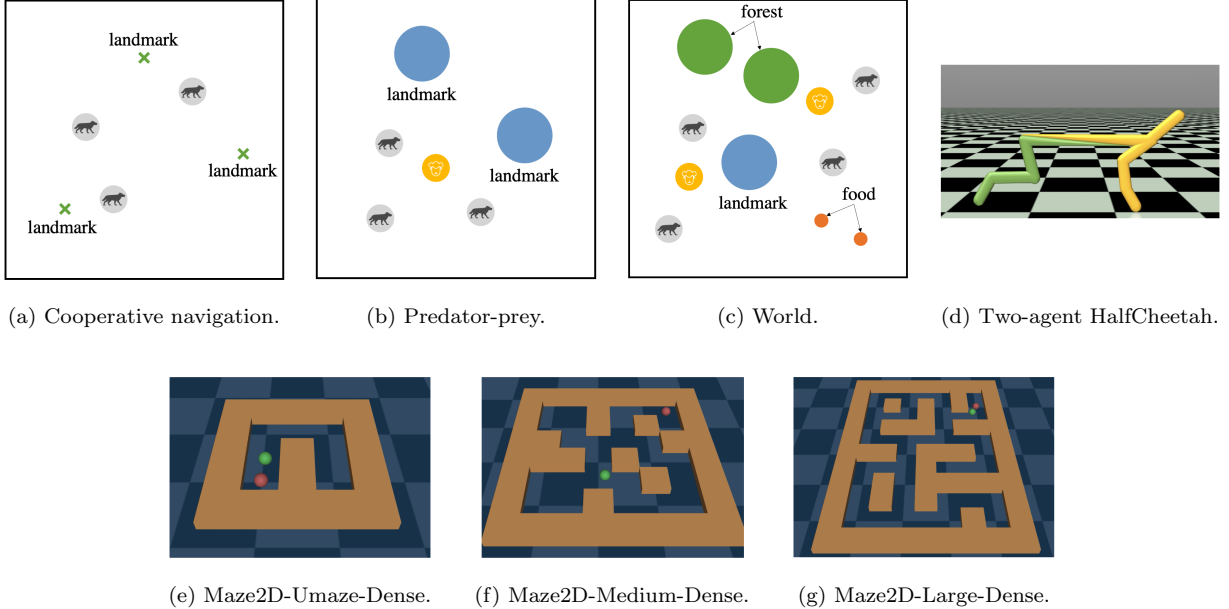 landmark
landmark
landmark
(a) Cooperative navigation.
landmark
landmark
(b) Predator-prey.
forest
landmark
food
(c) World.
(d) Two-agent HalfCheetah.
(e) Maze2D-Umaze-Dense.
(f) Maze2D-Medium-Dense.
(g) Maze2D-Large-Dense.